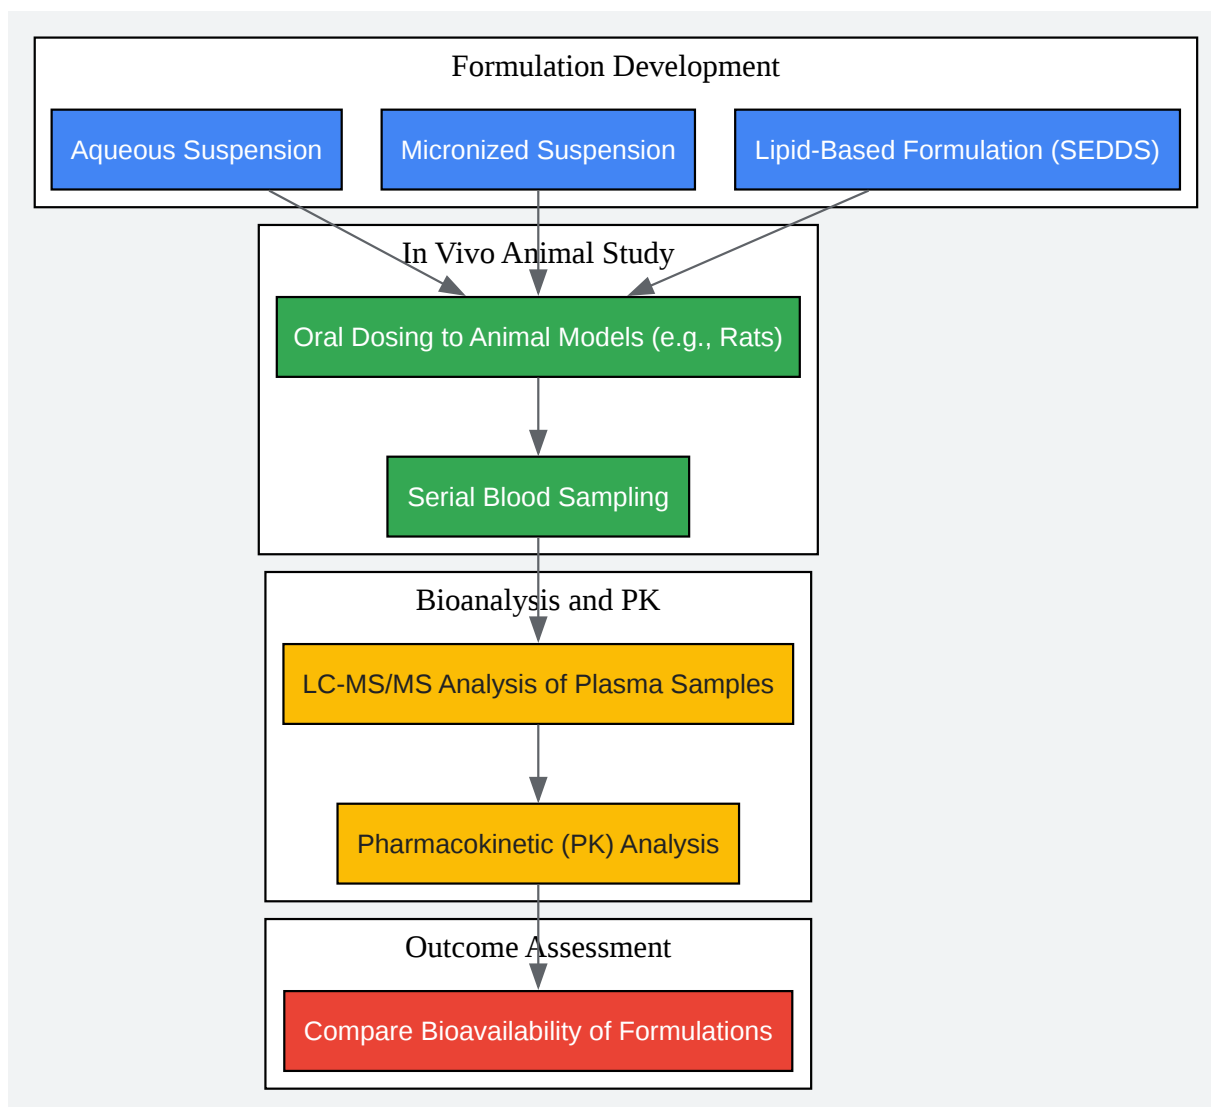 Formulation Development
Aqueous Suspension
Micronized Suspension
Lipid-Based Formulation (SEDDS)
In Vivo Animal Study
Oral Dosing to Animal Models (e.g., Rats)
Serial Blood Sampling
Bioanalysis and PK
LC-MS/MS Analysis of Plasma Samples
Pharmacokinetic (PK) Analysis
Outcome Assessment
Compare Bioavailability of Formulations